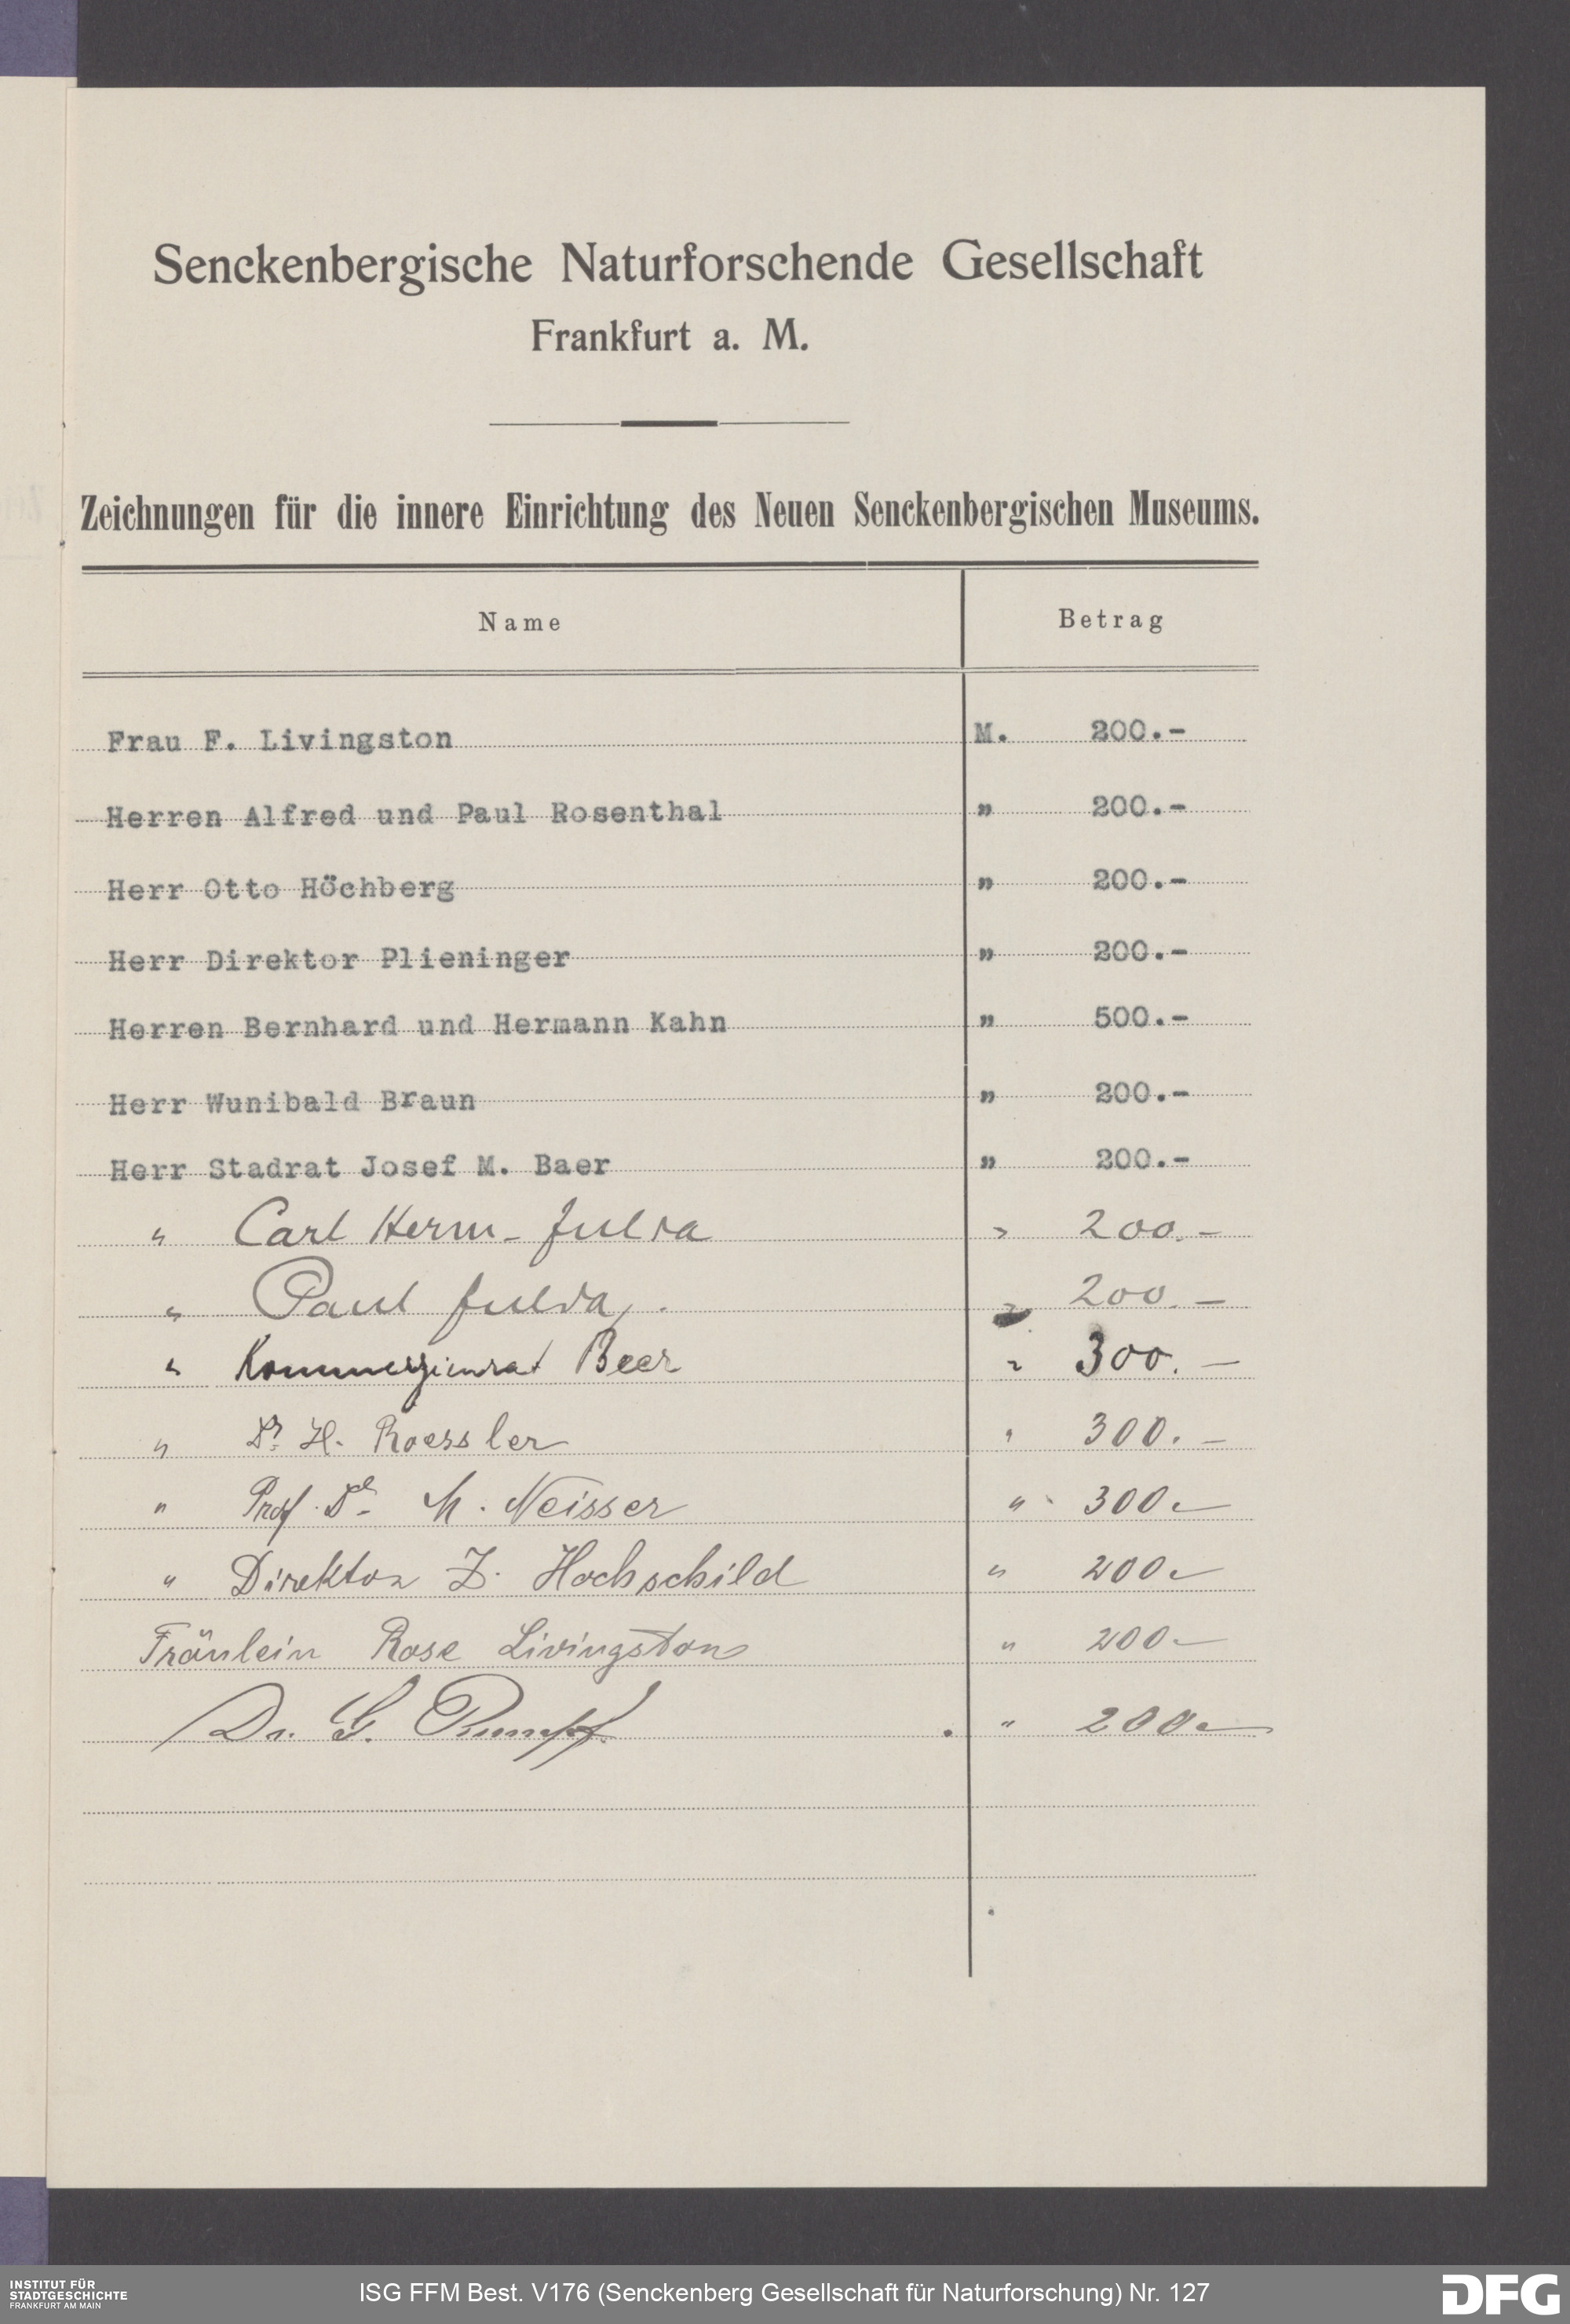 Senckenbergische Naturforschende Gesellschaft
Frankfurt a. M.
Zeichnungen für die innere Einrichtung des Neuen Senckenbergischen Museums.
Name Betrag
Frau F. Livingston M. 200.-
Herren Alfred und Paul Rosenthal " 200.-
Herr Otto Höchberg " 200.-
Herr Direktor Plieninger " 200.-
Herren Bernhard und Hermann Kahn " 500.-
Herr Wunibald Braun " 200.-
Herr Stadrat Josef M. Baer " 200.-
" Carl Herm. Fulda " 200.-
" Paul Fulda. " 200.-
" Kommerzienrat Beer " 300.-
" Dr. H. Roessler " 300.-
" Prof. Dr. M. Neisser " 300.-
" Direktor Z. Hochschild " 200.-
Fräulein Rose Livingston " 200.-
Dr. G. Rumpf. " 200.-
INSTITUT FÜR
STADTGESCHICHTE
FRANKFURT AM MAIN
ISG FFM Best. V176 (Senckenberg Gesellschaft für Naturforschung) Nr. 127
DFG